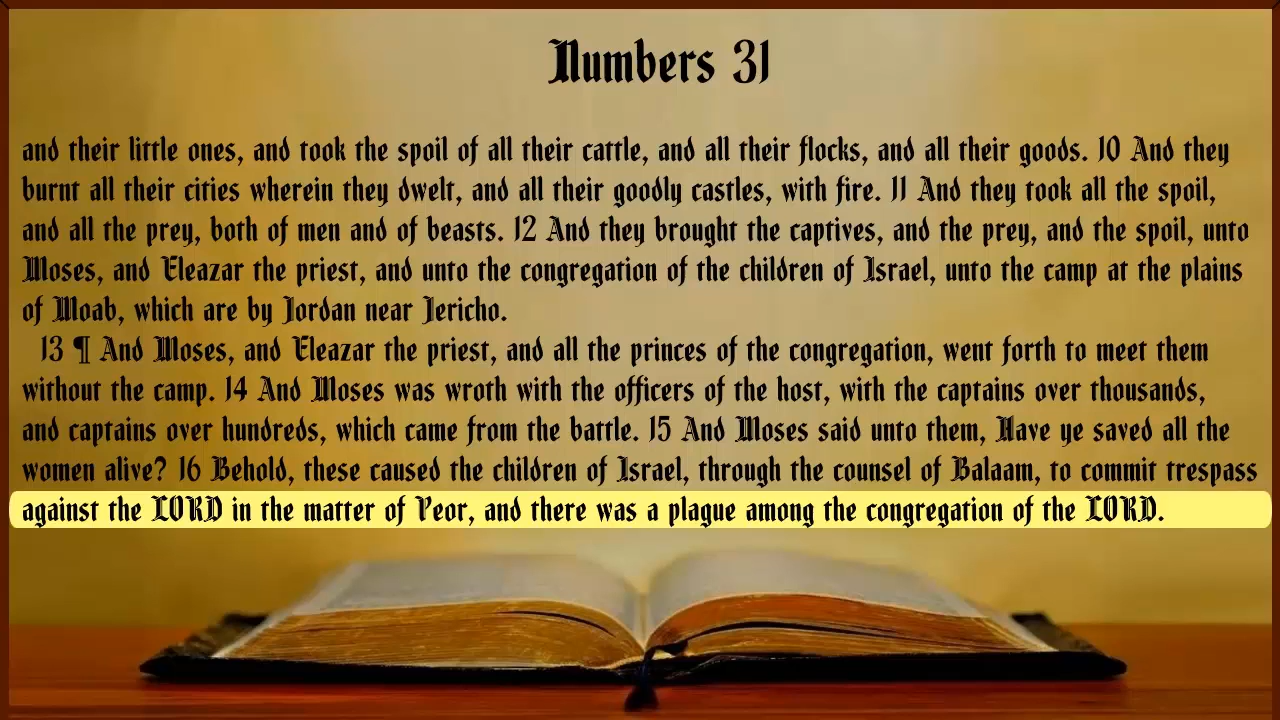 Numbers 31
and their little ones, and took the spoil of all their cattle, and all their flocks, and all their goods. 10 And they
burnt all their cities wherein they dwelt, and all their goodly castles, with fire. 11 And they took all the spoil,
and all the prey, both of men and of beasts. 12 And they brought the captives, and the prey, and the spoil, unto
Moses, and Eleazar the priest, and unto the congregation of the children of Israel, unto the camp at the plains
of Moab, which are by Jordan near Jericho.
13 ¶ And Moses, and Eleazar the priest, and all the princes of the congregation, went forth to meet them
without the camp. 14 And Moses was wroth with the officers of the host, with the captains over thousands,
and captains over hundreds, which came from the battle. 15 And Moses said unto them, Have ye saved all the
women alive? 16 Behold, these caused the children of Israel, through the counsel of Balaam, to commit trespass
against the LORD in the matter of Peor, and there was a plague among the congregation of the LORD.